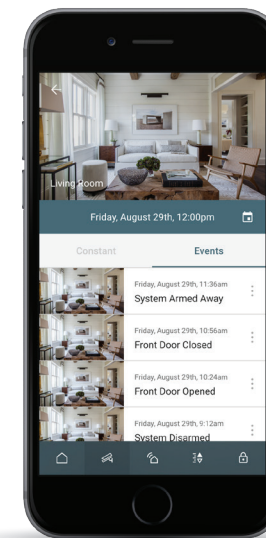 Living Room
Friday, August 29th, 12:00pm
Constant
Events
Friday, August 29th, 11:36am
System Armed Away
Friday, August 29th, 10:56am
Front Door Closed
Friday, August 29th, 10:24am
Front Door Opened
Friday, August 29th, 9:12am
System Disarmed